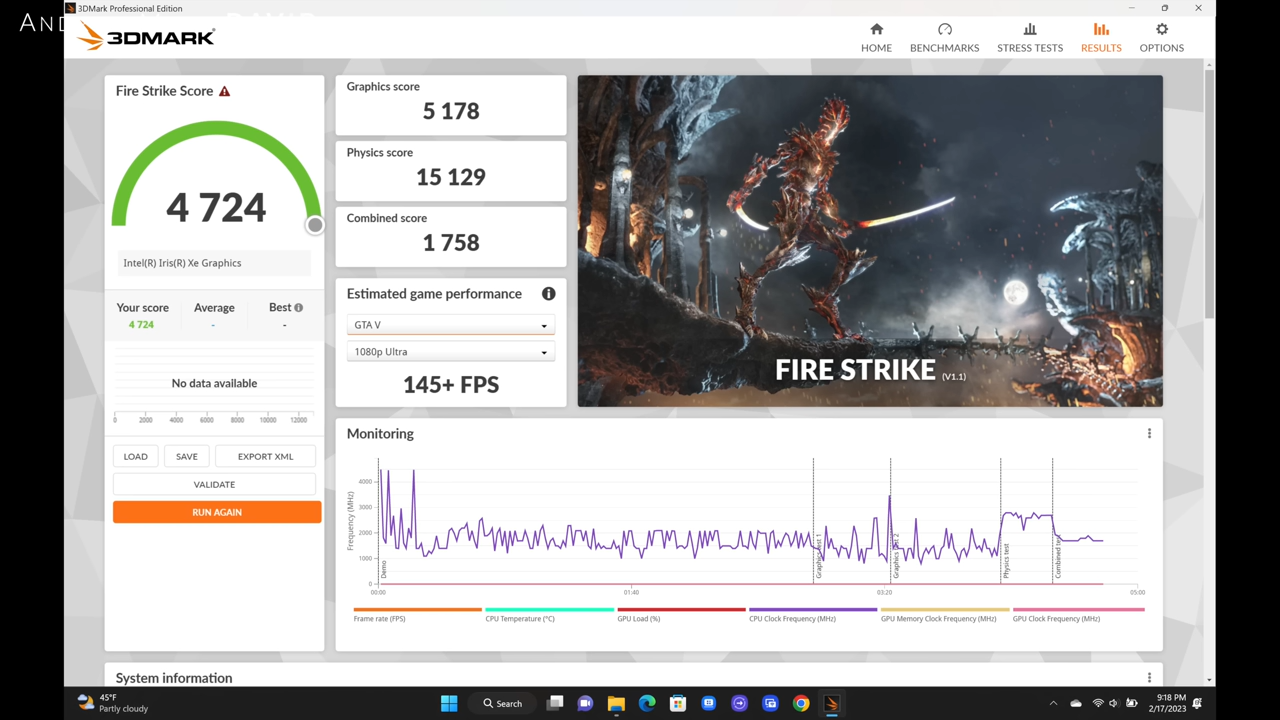 3DMark Professional Edition
3DMARK
HOME
BENCHMARKS
STRESS TESTS
RESULTS
OPTIONS
Fire Strike Score
4 724
Intel(R) Iris(R) Xe Graphics
Your score Average Best
4 724 - -
No data available
0 2000 4000 6000 8000 10000 12000
LOAD SAVE EXPORT XML
VALIDATE
RUN AGAIN
Graphics score
5 178
Physics score
15 129
Combined score
1 758
Estimated game performance
GTA V
1080p Ultra
145+ FPS
FIRE STRIKE (V1.1)
Monitoring
Frequency (MHz)
4000
3000
2000
1000
0
Demo
Graphics test 1
Graphics test 2
Physics test
Combined
00:00 01:40 03:20 05:00
Frame rate (FPS) CPU Temperature (°C) GPU Load (%) CPU Clock Frequency (MHz) GPU Memory Clock Frequency (MHz) GPU Clock Frequency (MHz)
System information
45°F
Partly cloudy
Search
9:18 PM
2/17/2023